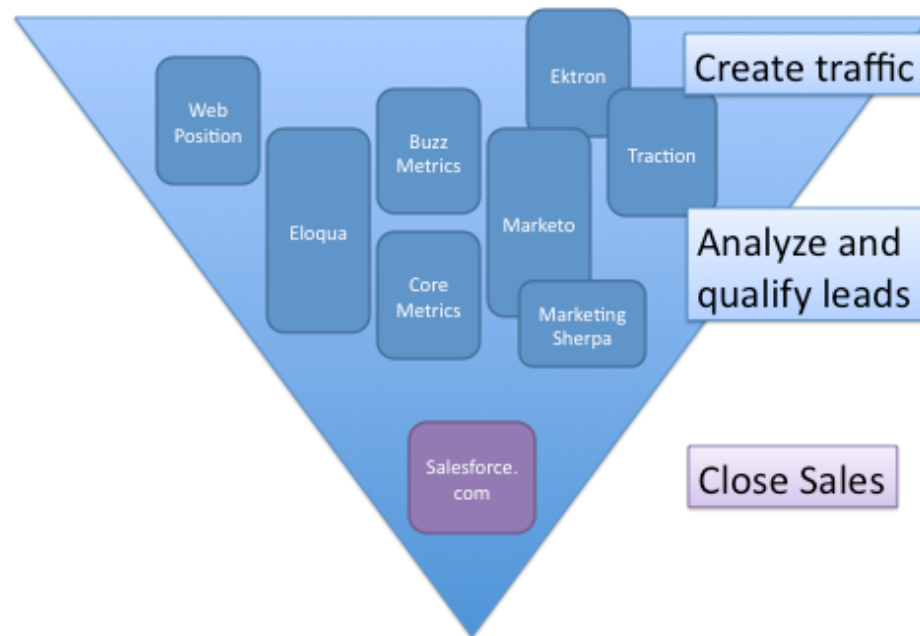 Ektron
Create traffic
Web
Position
Buzz
Metrics
Traction
Eloqua
Marketo
Analyze and
qualify leads
Core
Metrics
Marketing
Sherpa
Salesforce.
com
Close Sales